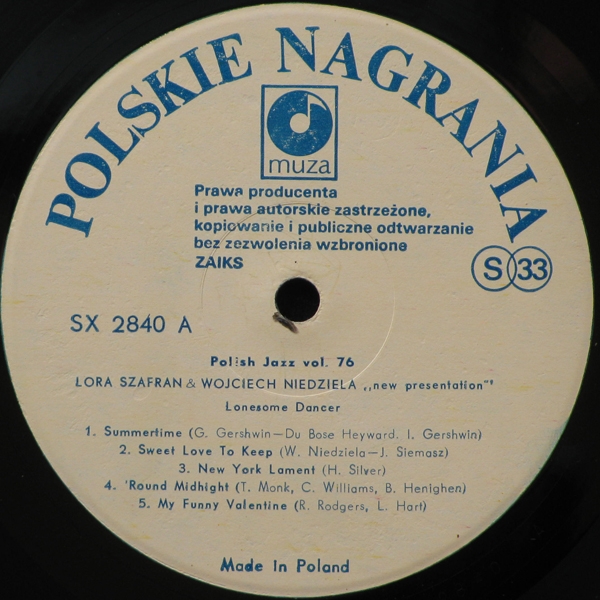 POLSKIE NAGRANIA
muza
Prawa producenta
i prawa autorskie zastrzeżone,
kopiowanie i publiczne odtwarzanie
bez zezwolenia wzbronione
ZAIKS
S 33
SX 2840 A
Polish Jazz vol. 76
LORA SZAFRAN & WOJCIECH NIEDZIELA ,,new presentation"'
Lonesome Dancer
1. Summertime (G. Gershwin—Du Bose Heyward. I. Gershwin)
2. Sweet Love To Keep (W. Niedziela—J. Siemasz)
3. New York Lament (H. Silver)
4. 'Round Midhight (T. Monk, C. Williams, B. Henighen)
5. My Funny Valentine (R. Rodgers, L. Hart)
Made in Poland